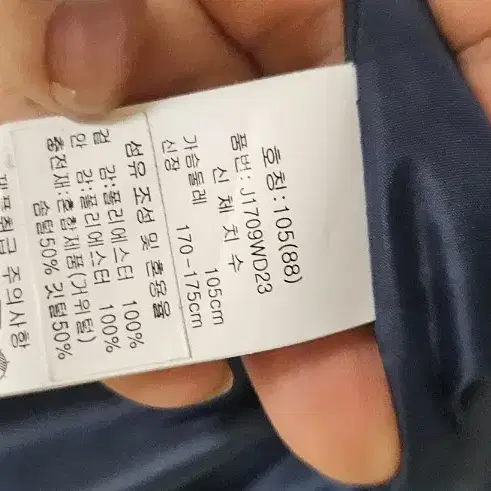 호칭:105(88)
품번: J1709WD23
신 체 치 수
가슴둘레 105cm
신장 170-175cm
섬유 조성 및 혼용율
겉 감:폴리에스터 100%
안 감:폴리에스터 100%
충전재:혼합제품(거위털)
솜털50% 깃털50%
제품취급 주의사항